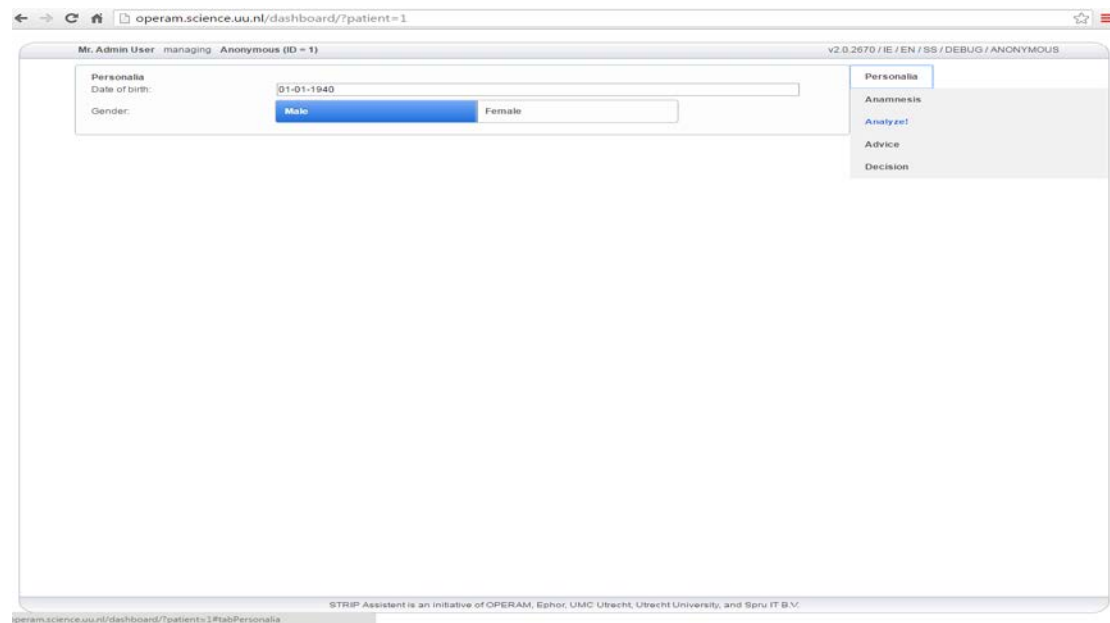 operam.science.uu.nl/dashboard/?patient=1
Mr. Admin User managing Anonymous (ID = 1) v2.0.2670 / IE / EN / SS / DEBUG / ANONYMOUS
Personalia
Date of birth: 01-01-1940
Gender: Male Female
Personalia
Anamnesis
Analyze!
Advice
Decision
STRIP Assistent is an initiative of OPERAM, Ephor, UMC Utrecht, Utrecht University, and Spru IT B.V.
operam.science.uu.nl/dashboard/?patient=1#tabPersonalia